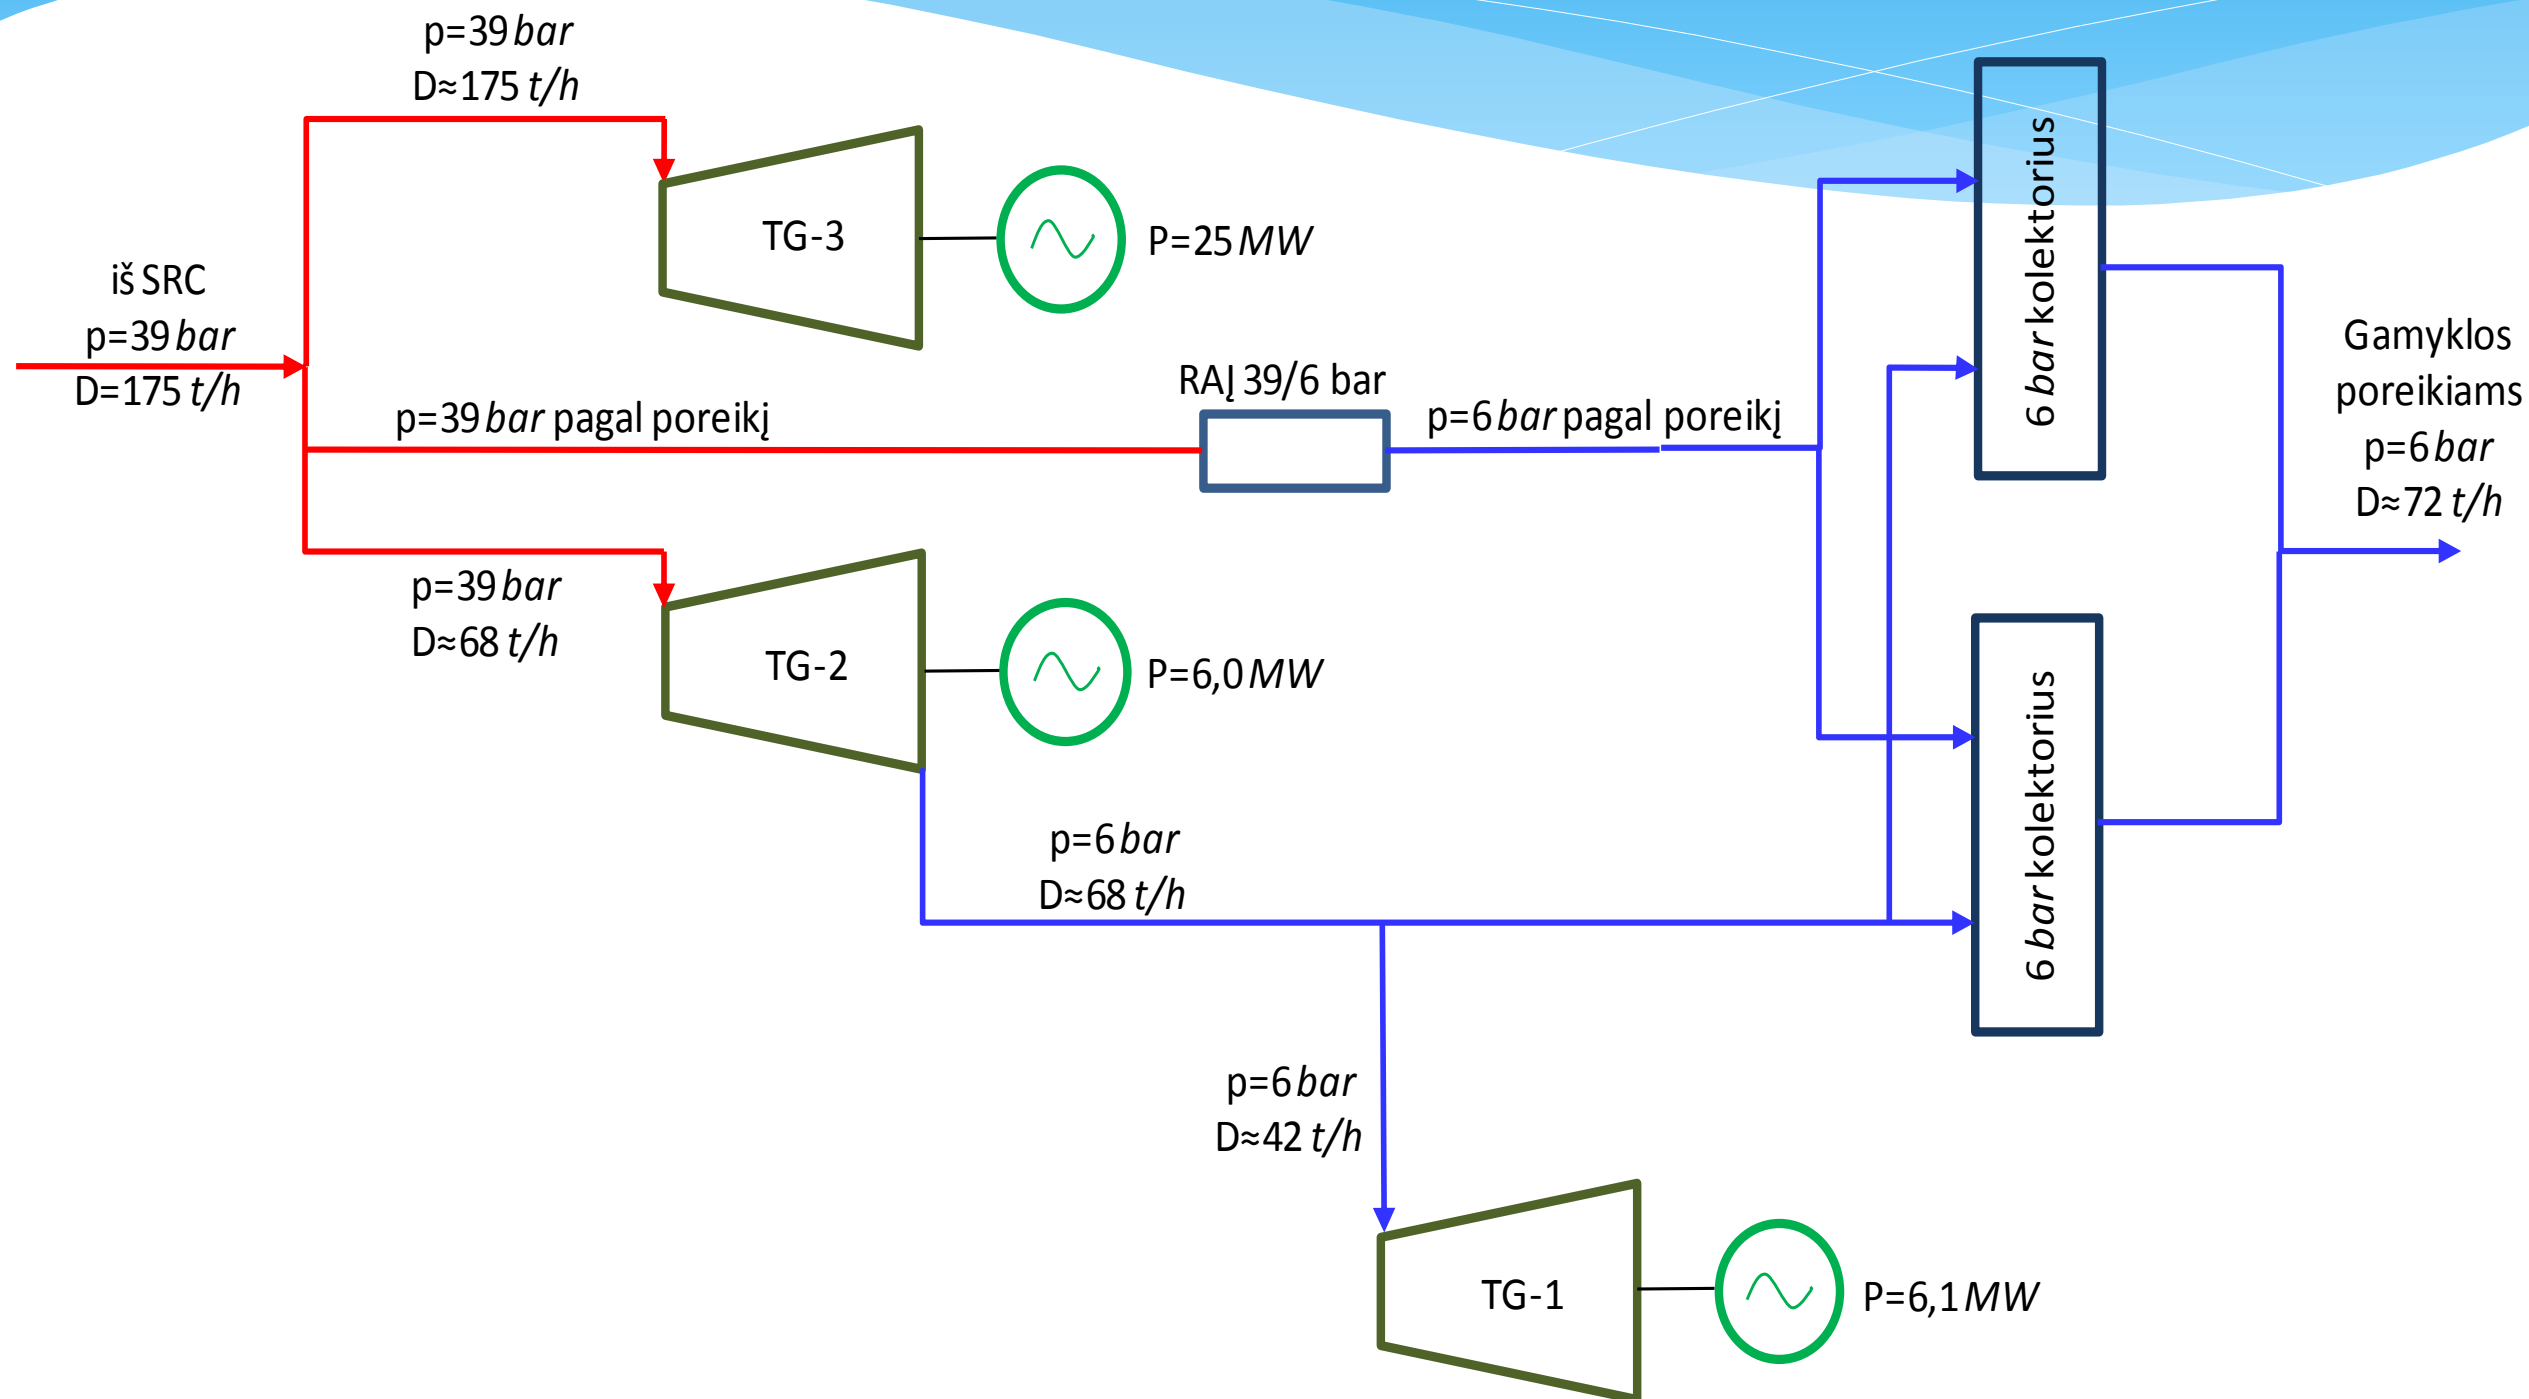 p=39 bar
D≈175 t/h
TG-3
P=25 MW
iš SRC
p=39 bar
D=175 t/h
p=39 bar pagal poreikį
RAĮ 39/6 bar
p=6 bar pagal poreikį
6 bar kolektorius
Gamyklos
poreikiams
p=6 bar
D≈72 t/h
p=39 bar
D≈68 t/h
TG-2
P=6,0 MW
6 bar kolektorius
p=6 bar
D≈68 t/h
p=6 bar
D≈42 t/h
TG-1
P=6,1 MW